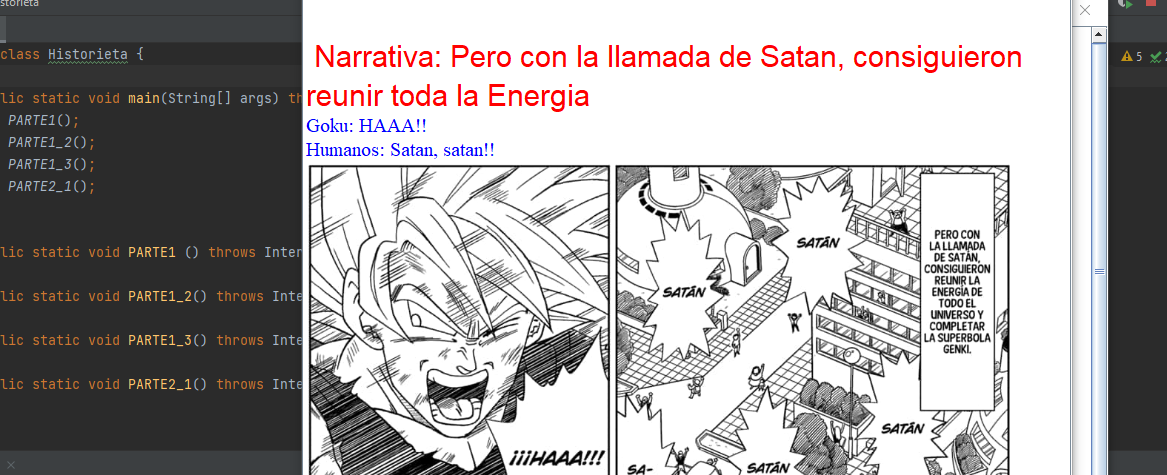 storieta
class Historieta {
lic static void main(String[] args) th
PARTE1();
PARTE1_2();
PARTE1_3();
PARTE2_1();
lic static void PARTE1 () throws Inter
lic static void PARTE1_2() throws Inte
lic static void PARTE1_3() throws Inte
lic static void PARTE2_1() throws Inte
Narrativa: Pero con la llamada de Satan, consiguieron
reunir toda la Energia
Goku: HAAA!!
Humanos: Satan, satan!!
¡¡¡HAAA!!!
SATÁN
SATÁN
PERO CON
LA LLAMADA
DE SATÁN,
CONSIGUIERON
REUNIR LA
ENERGÍA DE
TODO EL
UNIVERSO Y
COMPLETAR
LA SUPERBOLA
GENKI.
SATÁN
SA-
SATÁN
5
2